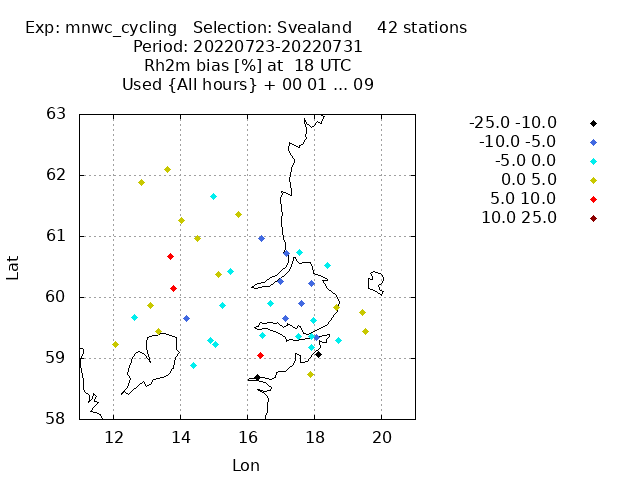 Exp: mnwc_cycling   Selection: Svealand     42 stations
Period: 20220723-20220731
Rh2m bias [%] at  18 UTC
Used {All hours} + 00 01 ... 09
-25.0 -10.0
-10.0 -5.0
-5.0 0.0
0.0 5.0
5.0 10.0
10.0 25.0
63
62
61
60
59
58
Lat
12 14 16 18 20
Lon